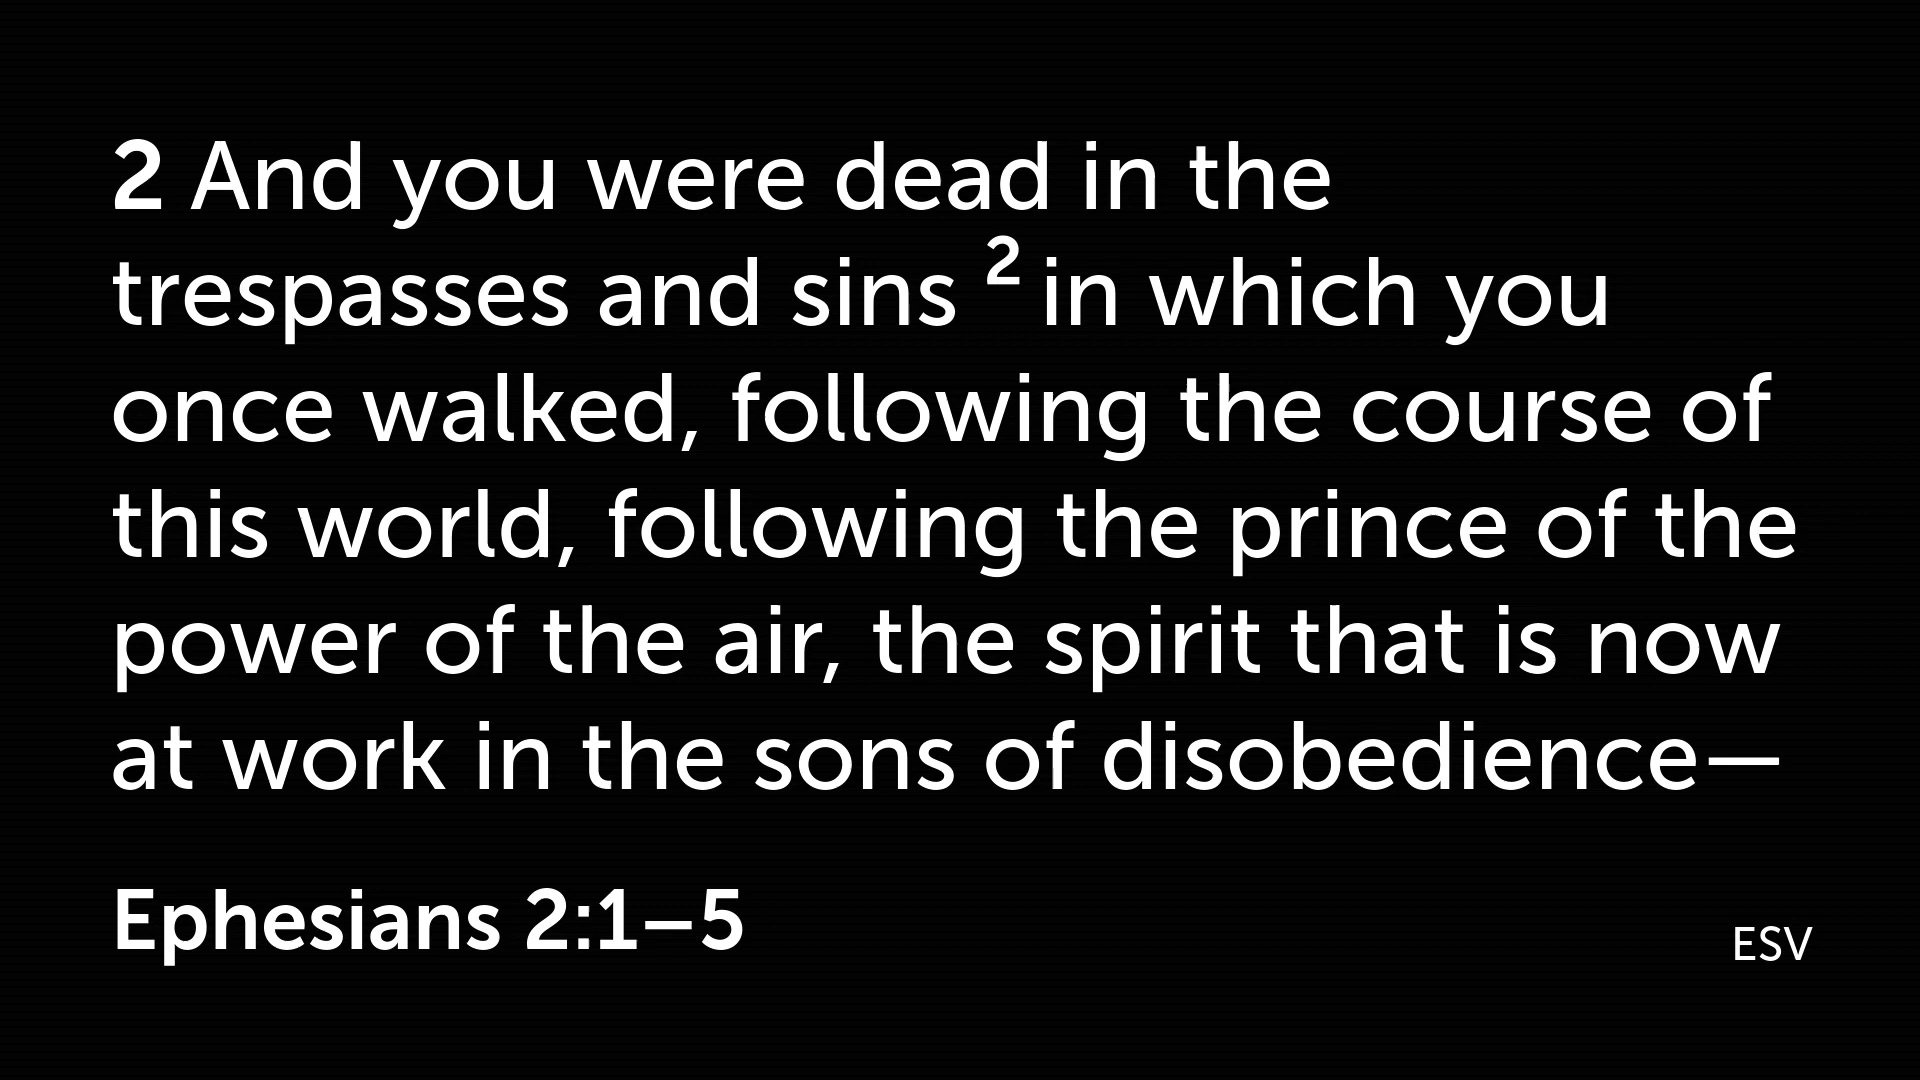 2 And you were dead in the
trespasses and sins 2 in which you
once walked, following the course of
this world, following the prince of the
power of the air, the spirit that is now
at work in the sons of disobedience—
Ephesians 2:1–5
ESV